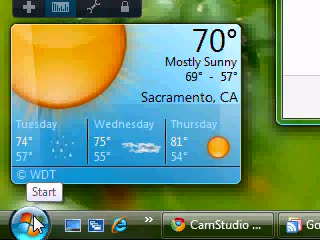 70°
Mostly Sunny
69° - 57°
Sacramento, CA
Tuesday Wednesday Thursday
74° 75° 81°
57° 55° 54°
© WDT
Start
» CamStudio ... Go